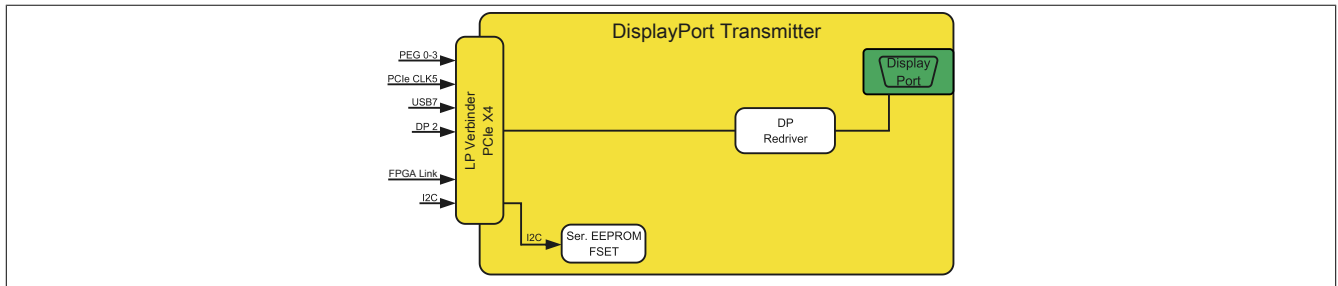 DisplayPort Transmitter
PEG 0-3
PCIe CLK5
USB7
DP 2
FPGA Link
I2C
LP Verbinder
PCIe X4
Display
Port
DP
Redriver
I2C
Ser. EEPROM
FSET